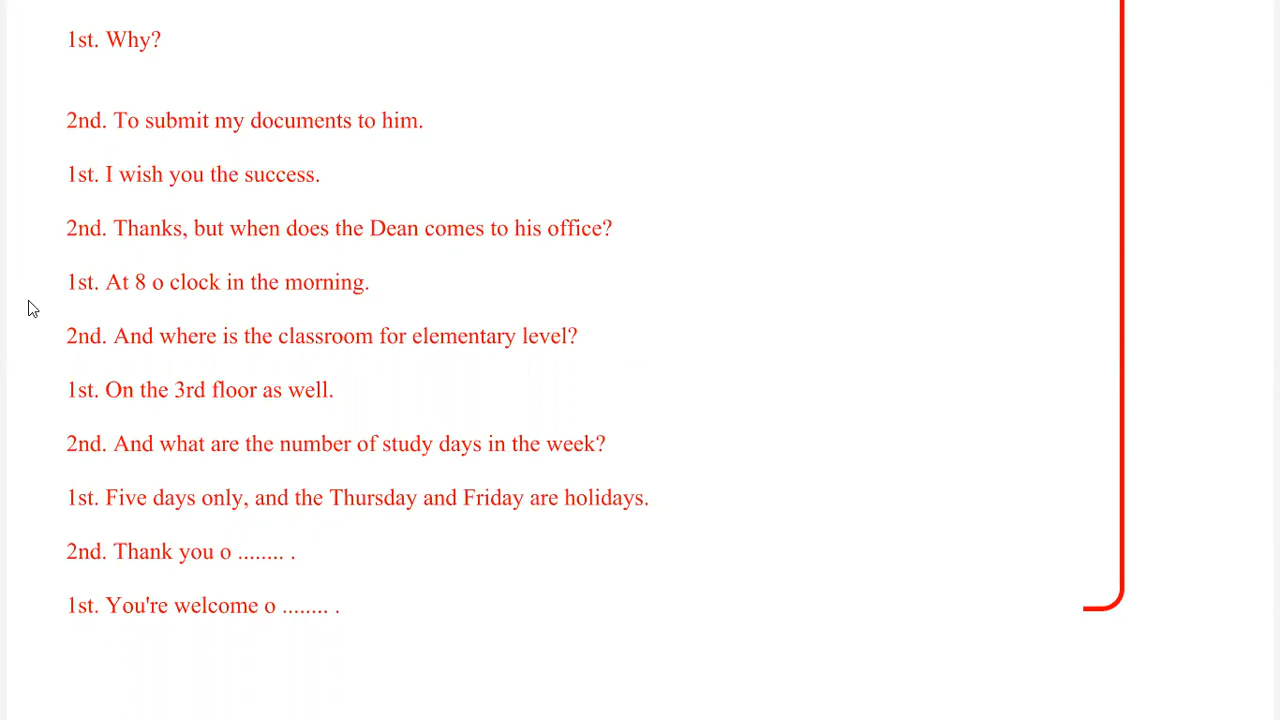 1st. Why?
2nd. To submit my documents to him.
1st. I wish you the success.
2nd. Thanks, but when does the Dean comes to his office?
1st. At 8 o clock in the morning.
2nd. And where is the classroom for elementary level?
1st. On the 3rd floor as well.
2nd. And what are the number of study days in the week?
1st. Five days only, and the Thursday and Friday are holidays.
2nd. Thank you o ........ .
1st. You're welcome o ........ .